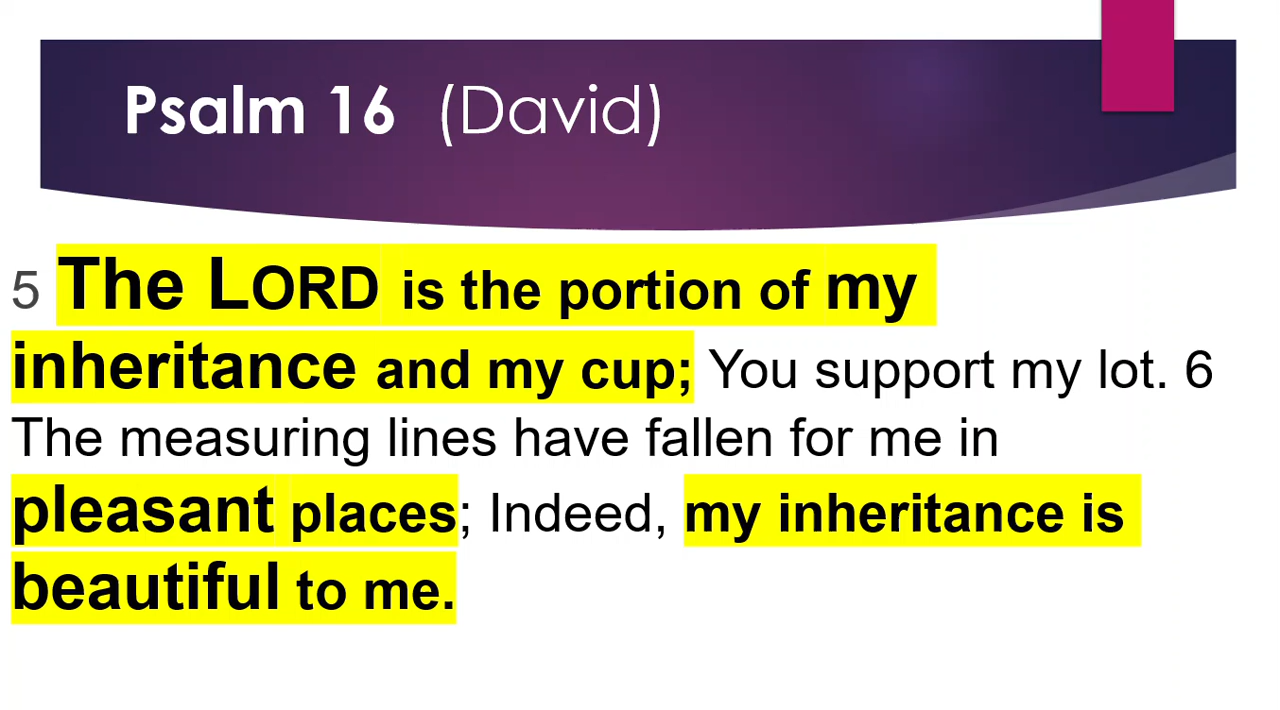 Psalm 16 (David)
5 The LORD is the portion of my
inheritance and my cup; You support my lot. 6
The measuring lines have fallen for me in
pleasant places; Indeed, my inheritance is
beautiful to me.